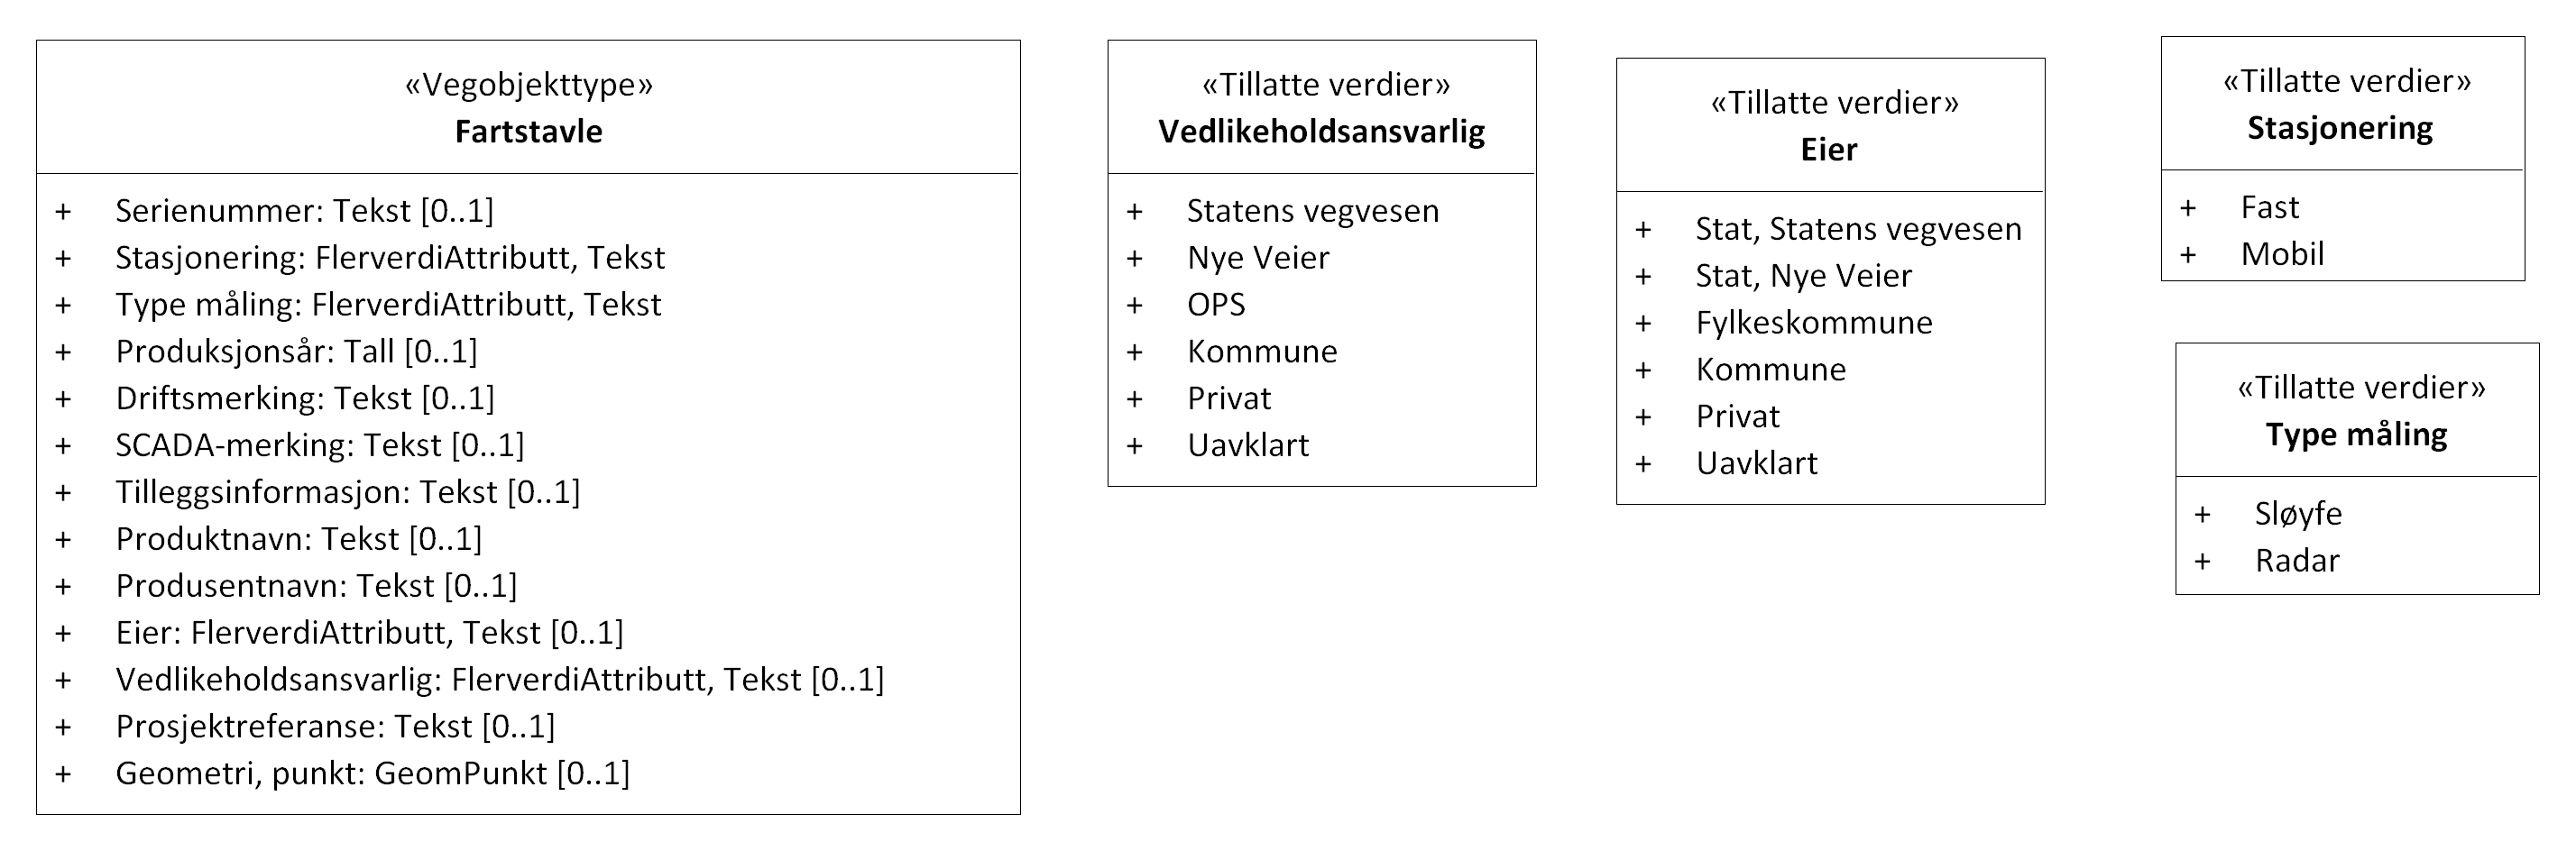 «Vegobjekttype»
Fartstavle
+ Serienummer: Tekst [0..1]
+ Stasjonering: FlerverdiAttributt, Tekst
+ Type måling: FlerverdiAttributt, Tekst
+ Produksjonsår: Tall [0..1]
+ Driftsmerking: Tekst [0..1]
+ SCADA-merking: Tekst [0..1]
+ Tilleggsinformasjon: Tekst [0..1]
+ Produktnavn: Tekst [0..1]
+ Produsentnavn: Tekst [0..1]
+ Eier: FlerverdiAttributt, Tekst [0..1]
+ Vedlikeholdsansvarlig: FlerverdiAttributt, Tekst [0..1]
+ Prosjektreferanse: Tekst [0..1]
+ Geometri, punkt: GeomPunkt [0..1]
«Tillatte verdier»
Vedlikeholdsansvarlig
+ Statens vegvesen
+ Nye Veier
+ OPS
+ Kommune
+ Privat
+ Uavklart
«Tillatte verdier»
Eier
+ Stat, Statens vegvesen
+ Stat, Nye Veier
+ Fylkeskommune
+ Kommune
+ Privat
+ Uavklart
«Tillatte verdier»
Stasjonering
+ Fast
+ Mobil
«Tillatte verdier»
Type måling
+ Sløyfe
+ Radar